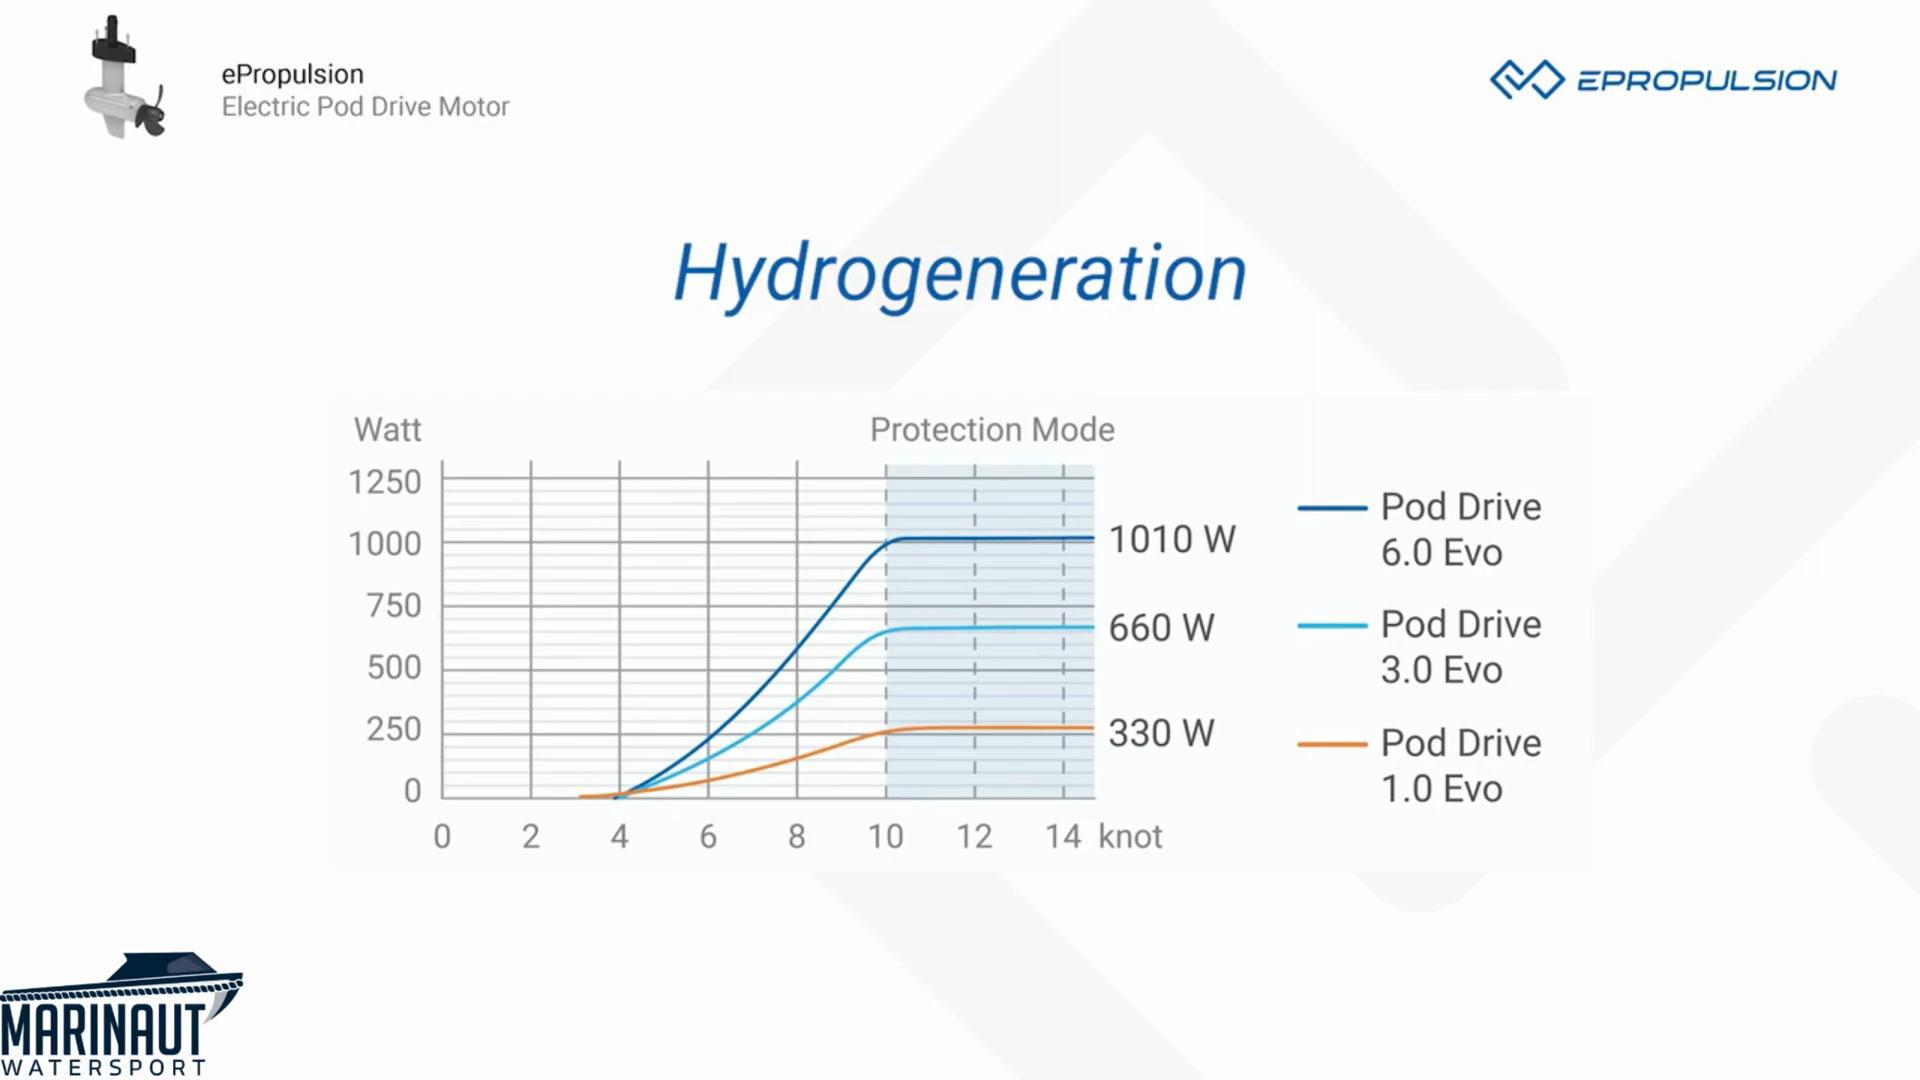 ePropulsion
Electric Pod Drive Motor
EPROPULSION
Hydrogeneration
Watt
Protection Mode
1250
1000
750
500
250
0
1010 W
660 W
330 W
0 2 4 6 8 10 12 14 knot
Pod Drive
6.0 Evo
Pod Drive
3.0 Evo
Pod Drive
1.0 Evo
MARINAUT
WATERSPORT